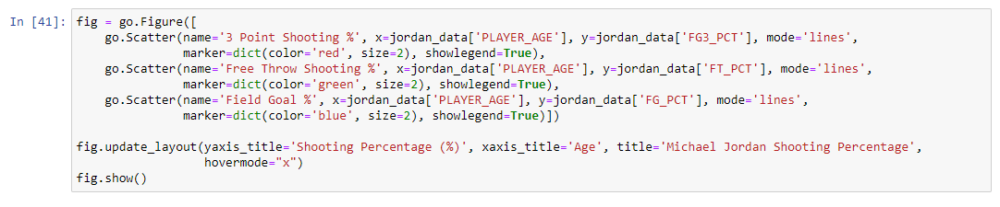 In [41]: fig = go.Figure([
    go.Scatter(name='3 Point Shooting %', x=jordan_data['PLAYER_AGE'], y=jordan_data['FG3_PCT'], mode='lines',
               marker=dict(color='red', size=2), showlegend=True),
    go.Scatter(name='Free Throw Shooting %', x=jordan_data['PLAYER_AGE'], y=jordan_data['FT_PCT'], mode='lines',
               marker=dict(color='green', size=2), showlegend=True),
    go.Scatter(name='Field Goal %', x=jordan_data['PLAYER_AGE'], y=jordan_data['FG_PCT'], mode='lines',
               marker=dict(color='blue', size=2), showlegend=True)])

fig.update_layout(yaxis_title='Shooting Percentage (%)', xaxis_title='Age', title='Michael Jordan Shooting Percentage',
                  hovermode="x")
fig.show()